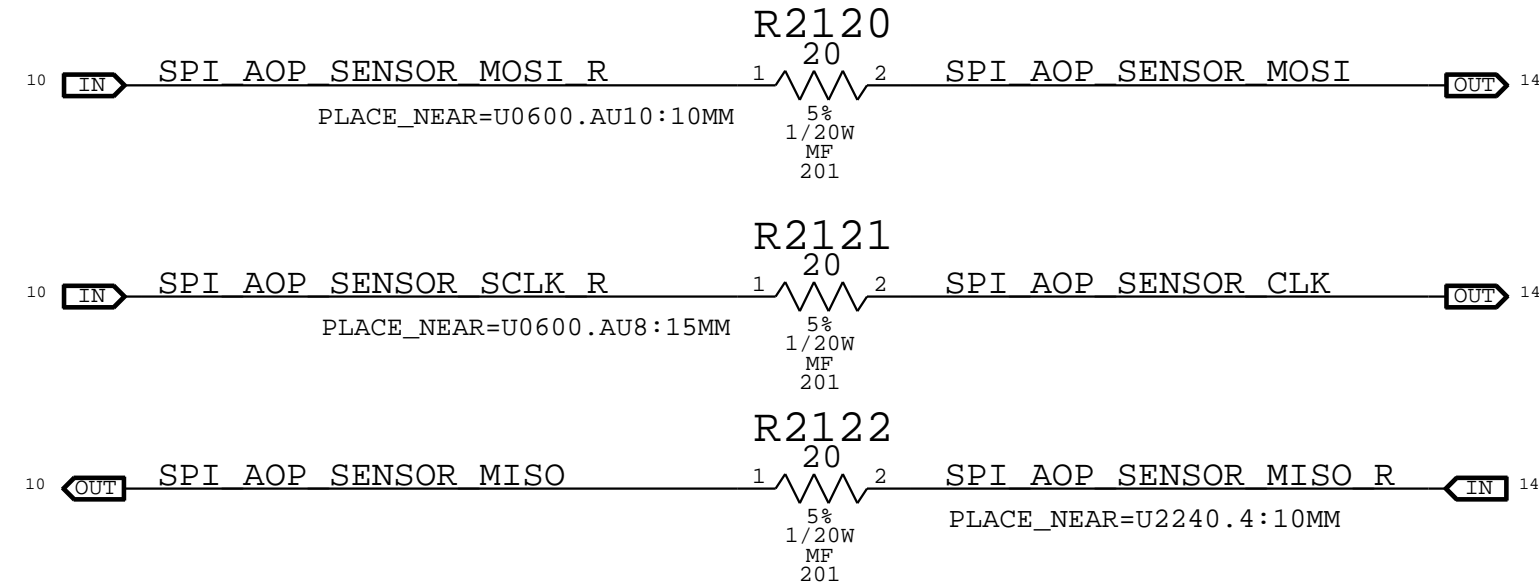 R2120
20
10 IN SPI_AOP_SENSOR_MOSI_R 1 2 SPI_AOP_SENSOR_MOSI OUT 14
PLACE_NEAR=U0600.AU10:10MM 5%
1/20W
MF
201
R2121
20
10 IN SPI_AOP_SENSOR_SCLK_R 1 2 SPI_AOP_SENSOR_CLK OUT 14
PLACE_NEAR=U0600.AU8:15MM 5%
1/20W
MF
201
R2122
20
10 OUT SPI_AOP_SENSOR_MISO 1 2 SPI_AOP_SENSOR_MISO_R IN 14
5% PLACE_NEAR=U2240.4:10MM
1/20W
MF
201